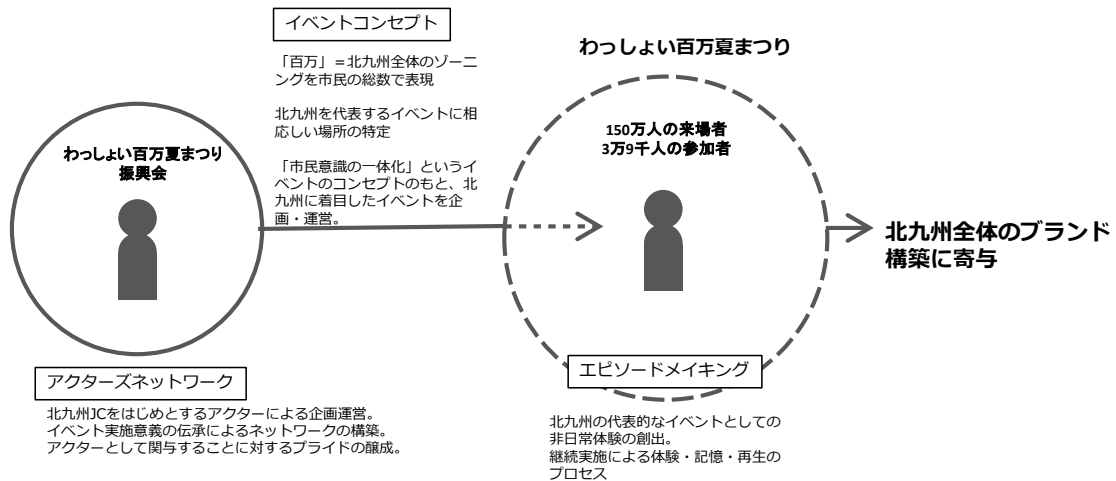 イベントコンセプト
「百万」＝北九州全体のゾーニ
ングを市民の総数で表現
北九州を代表するイベントに相
応しい場所の特定
「市民意識の一体化」というイ
ベントのコンセプトのもと、北
九州に着目したイベントを企
画・運営。
わっしょい百万夏まつり
振興会
アクターズネットワーク
北九州JCをはじめとするアクターによる企画運営。
イベント実施意義の伝承によるネットワークの構築。
アクターとして関与することに対するプライドの醸成。
わっしょい百万夏まつり
150万人の来場者
3万9千人の参加者
エピソードメイキング
北九州の代表的なイベントとしての
非日常体験の創出。
継続実施による体験・記憶・再生の
プロセス
北九州全体のブランド
構築に寄与